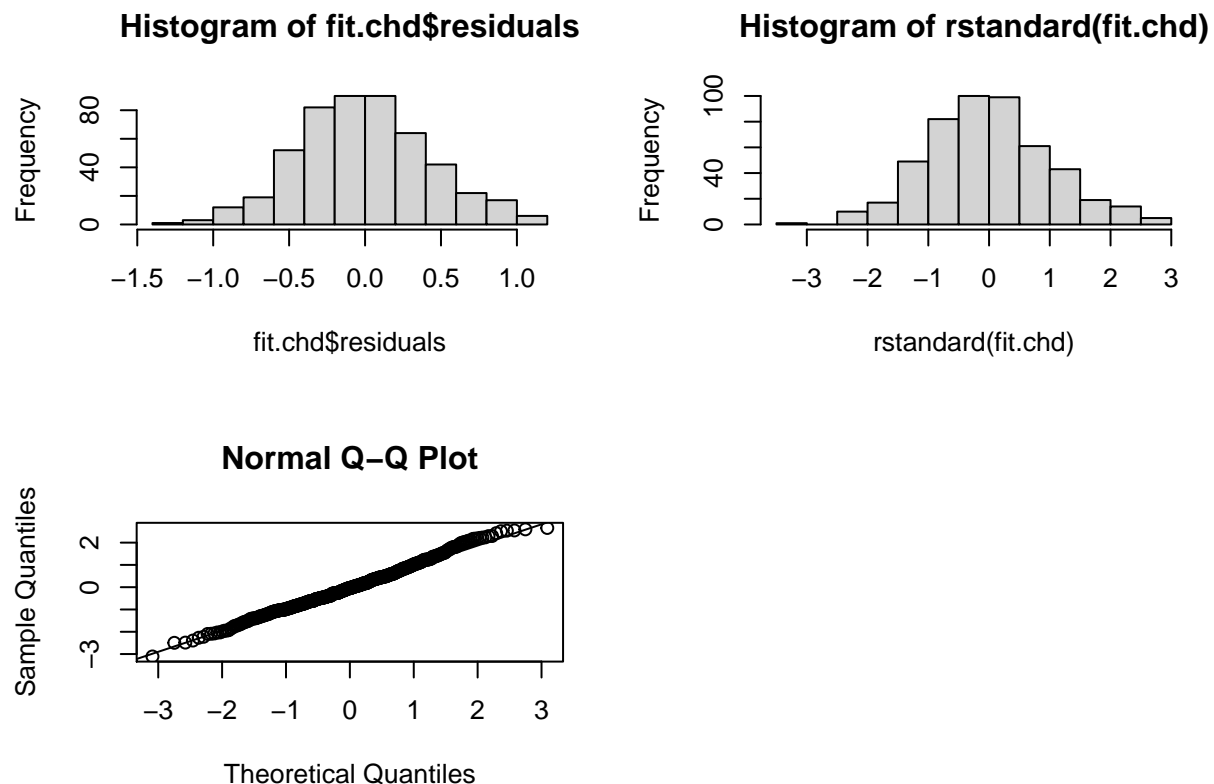 Histogram of fit.chd$residuals
Frequency
0 40 80
−1.5 −1.0 −0.5 0.0 0.5 1.0
fit.chd$residuals
Histogram of rstandard(fit.chd)
Frequency
0 40 100
−3 −2 −1 0 1 2 3
rstandard(fit.chd)
Normal Q−Q Plot
Sample Quantiles
−3 0 2
−3 −2 −1 0 1 2 3
Theoretical Quantiles